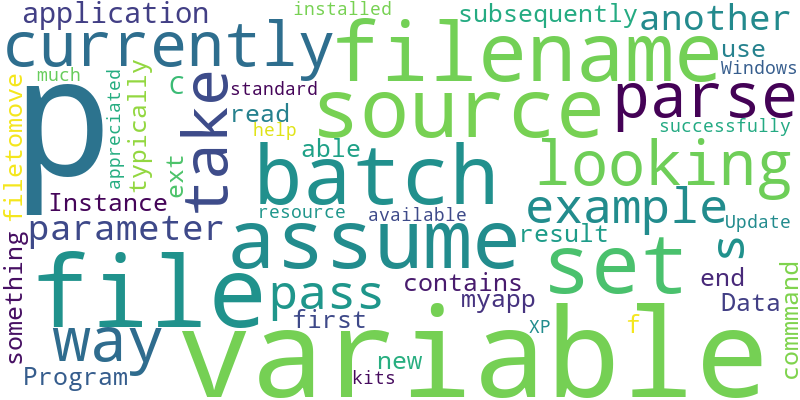 application
installed
subsequently
another
currently
filename
use
Windows
much
p
filetomove
appreciated
typically
C
take
standard
read
help
source
parse
successfully
ext
able
batch
looking
Instance
resource
available
example
Update
parameter
assume
result
s
something
file
pass
contains
set
end
myapp
Data
commmand
way
first
variable
XP
f
new
Program
kits